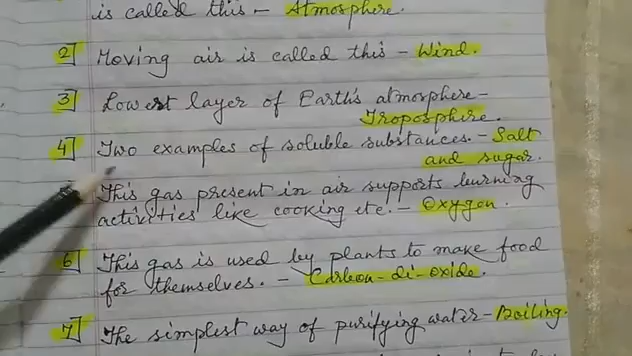 is called this - Atmosphere.
2] Moving air is called this - Wind.
3] Lowest layer of Earth's atmosphere -
Troposphere.
4] Two examples of soluble substances. - Salt
and sugar.
This gas present in air supports burning
activities like cooking etc. - Oxygen.
6] This gas is used by plants to make food
for themselves. - Carbon-di-oxide.
7] The simplest way of purifying water - Boiling.